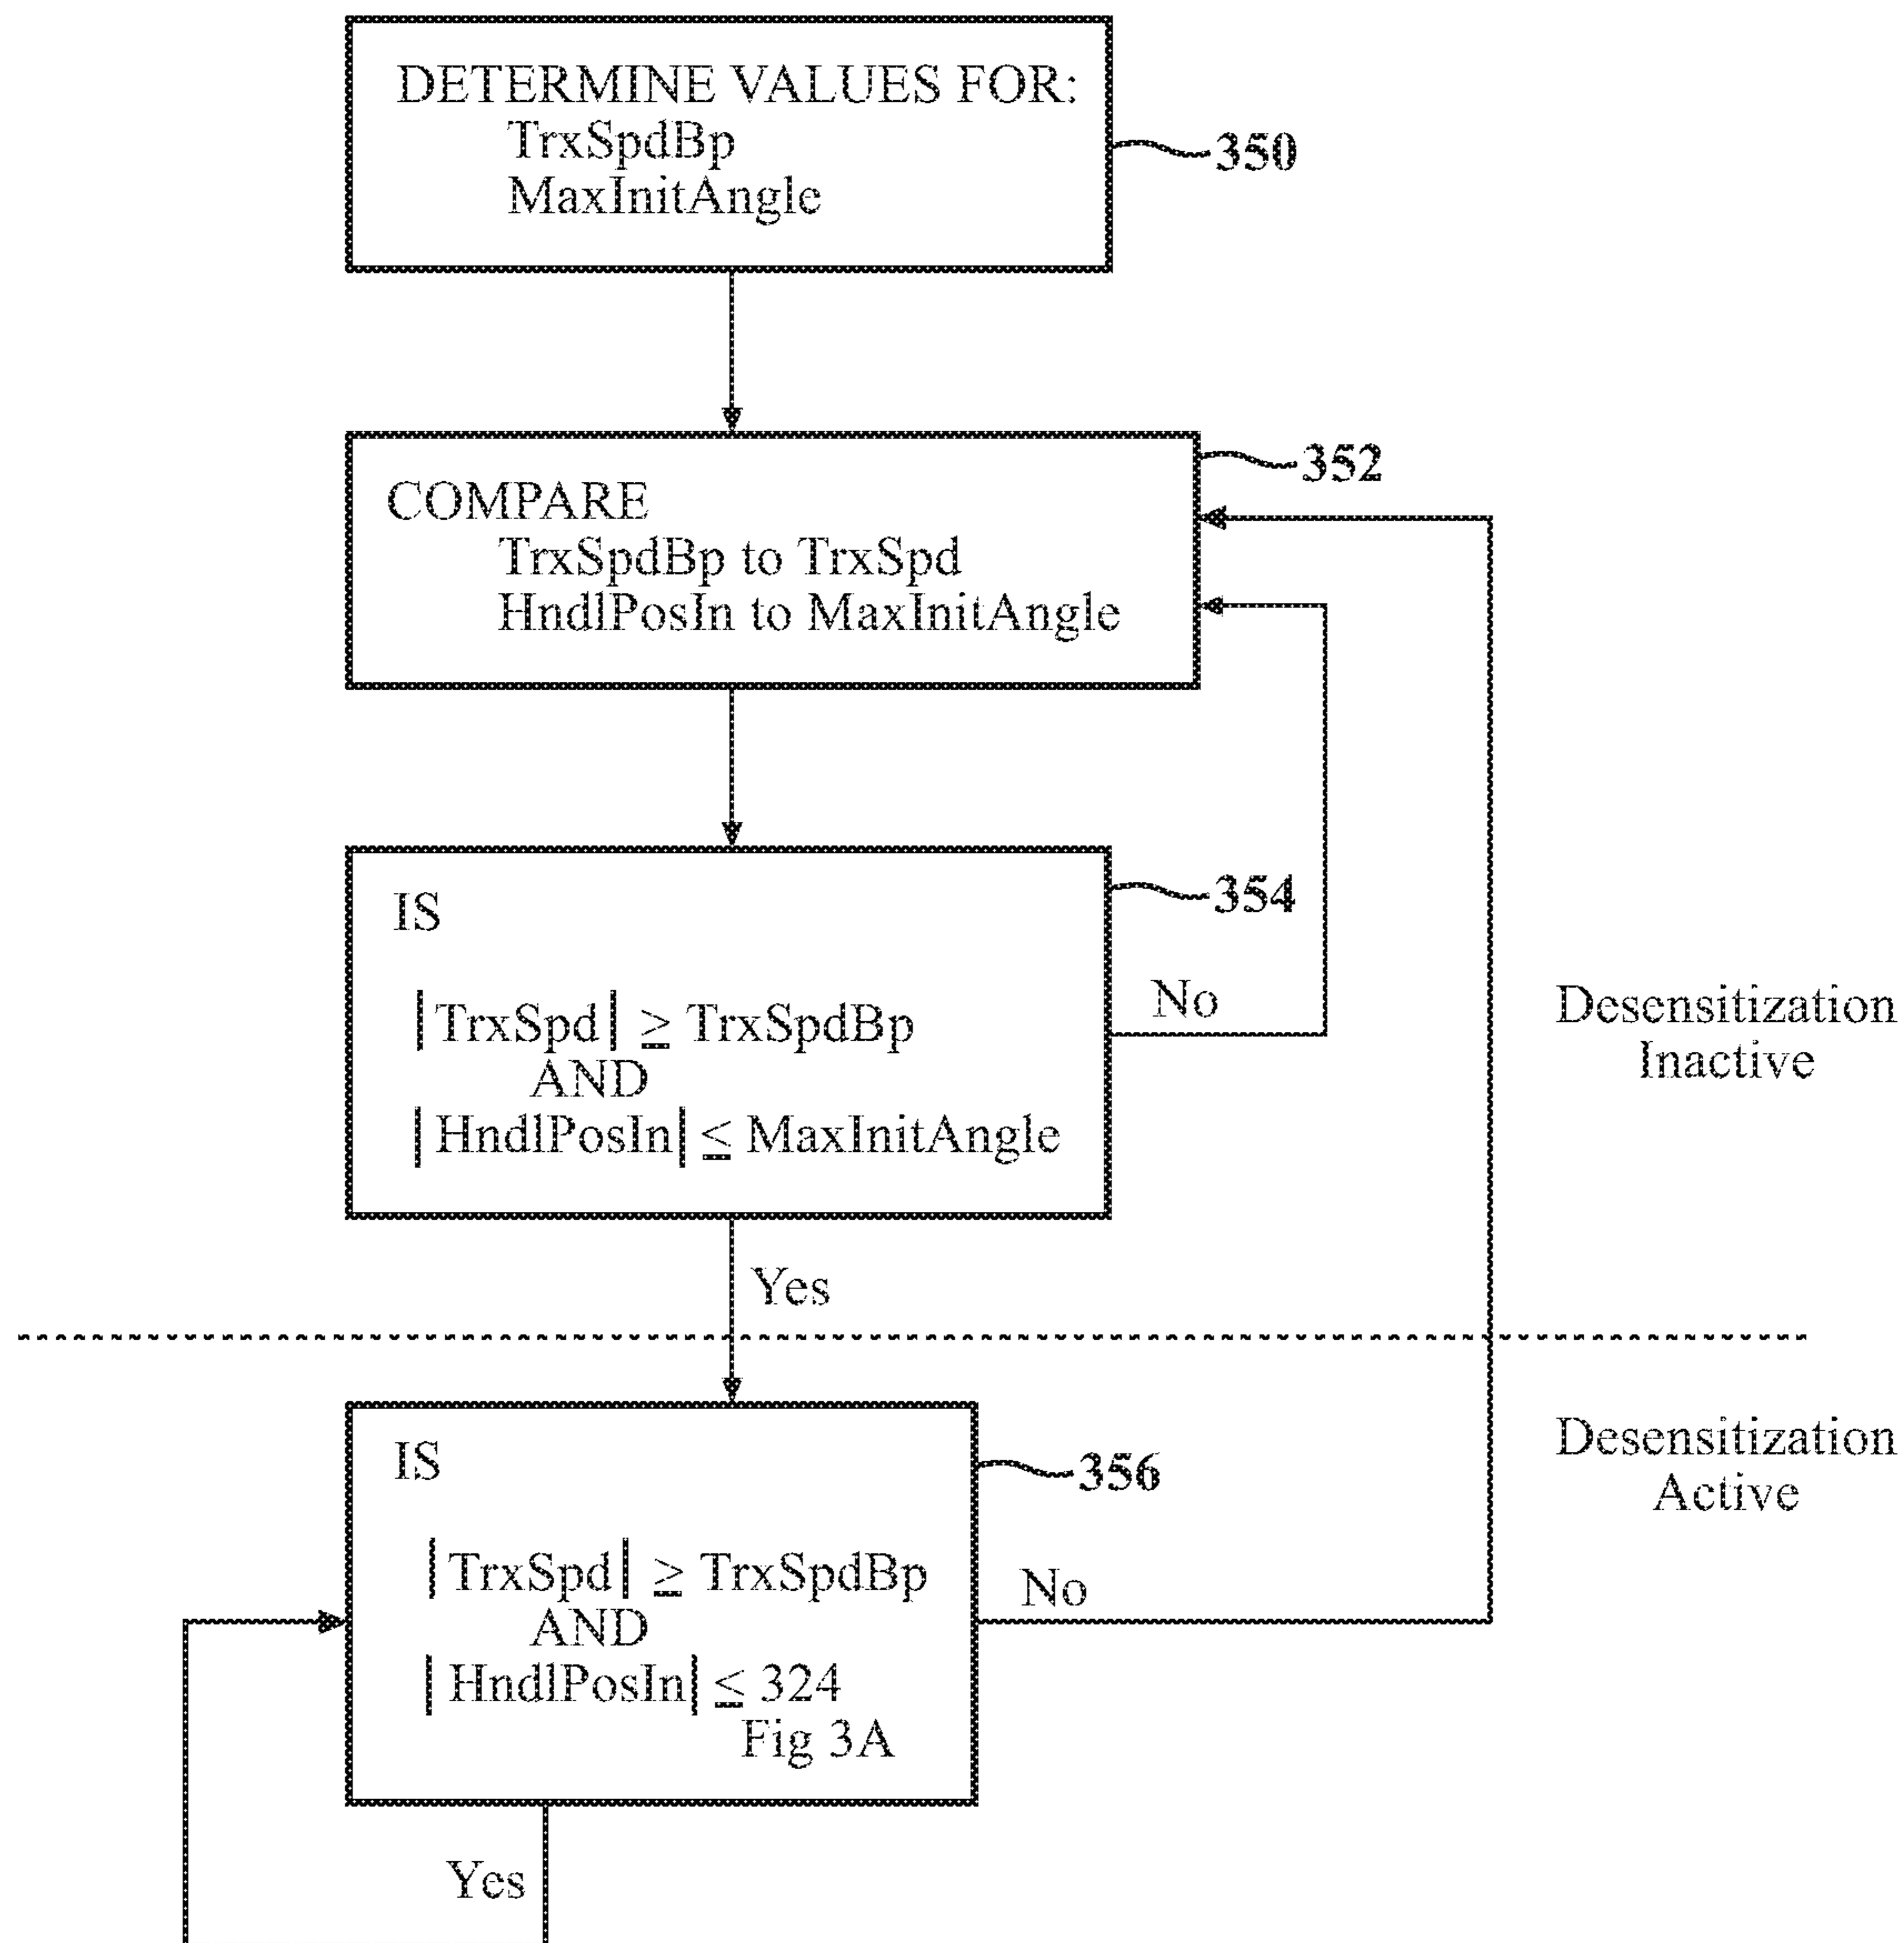 DETERMINE VALUES FOR:
TrxSpdBp
MaxInitAngle
350
352
COMPARE
TrxSpdBp to TrxSpd
HndlPosIn to MaxInitAngle
354
IS
|TrxSpd| ≥ TrxSpdBp
AND
|HndlPosIn| ≤ MaxInitAngle
No
Desensitization
Inactive
Yes
Desensitization
Active
356
IS
|TrxSpd| ≥ TrxSpdBp
AND
|HndlPosIn| ≤ 324
Fig 3A
No
Yes